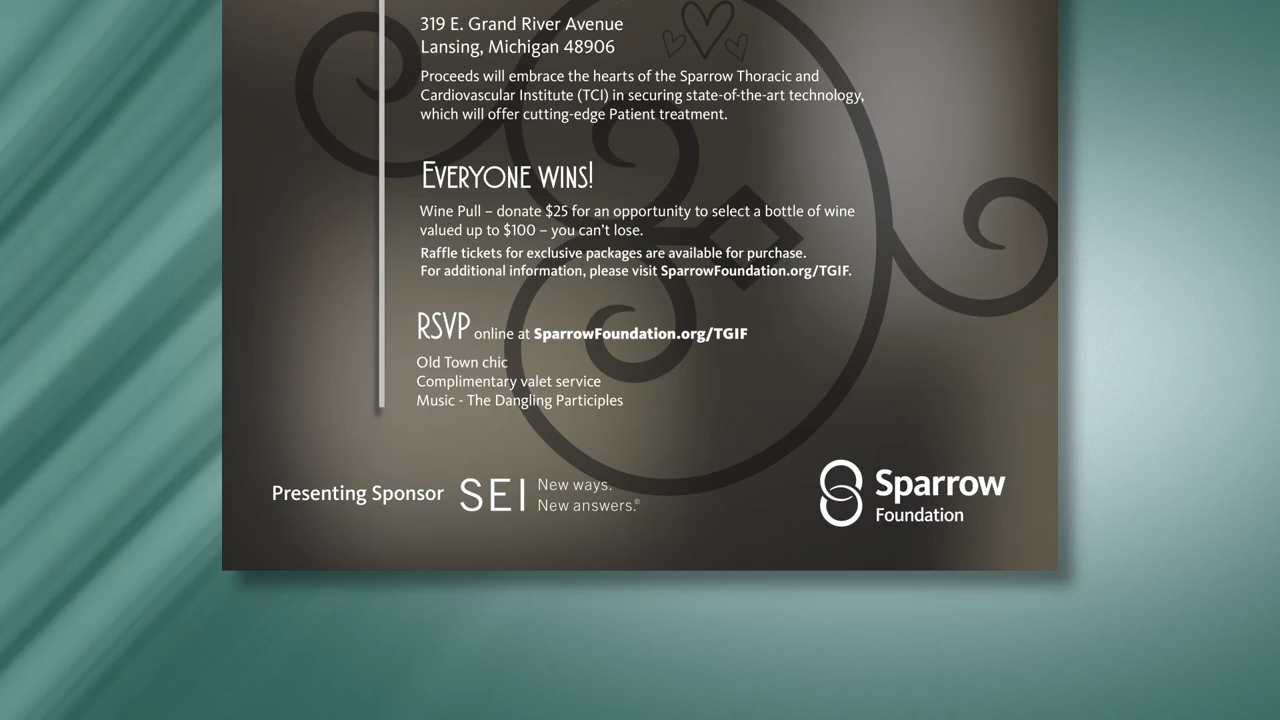 319 E. Grand River Avenue
Lansing, Michigan 48906
Proceeds will embrace the hearts of the Sparrow Thoracic and
Cardiovascular Institute (TCI) in securing state-of-the-art technology,
which will offer cutting-edge Patient treatment.
EVERYONE WINS!
Wine Pull – donate $25 for an opportunity to select a bottle of wine
valued up to $100 – you can't lose.
Raffle tickets for exclusive packages are available for purchase.
For additional information, please visit SparrowFoundation.org/TGIF.
RSVP online at SparrowFoundation.org/TGIF
Old Town chic
Complimentary valet service
Music - The Dangling Participles
Presenting Sponsor SEI New ways.
New answers.®
Sparrow
Foundation